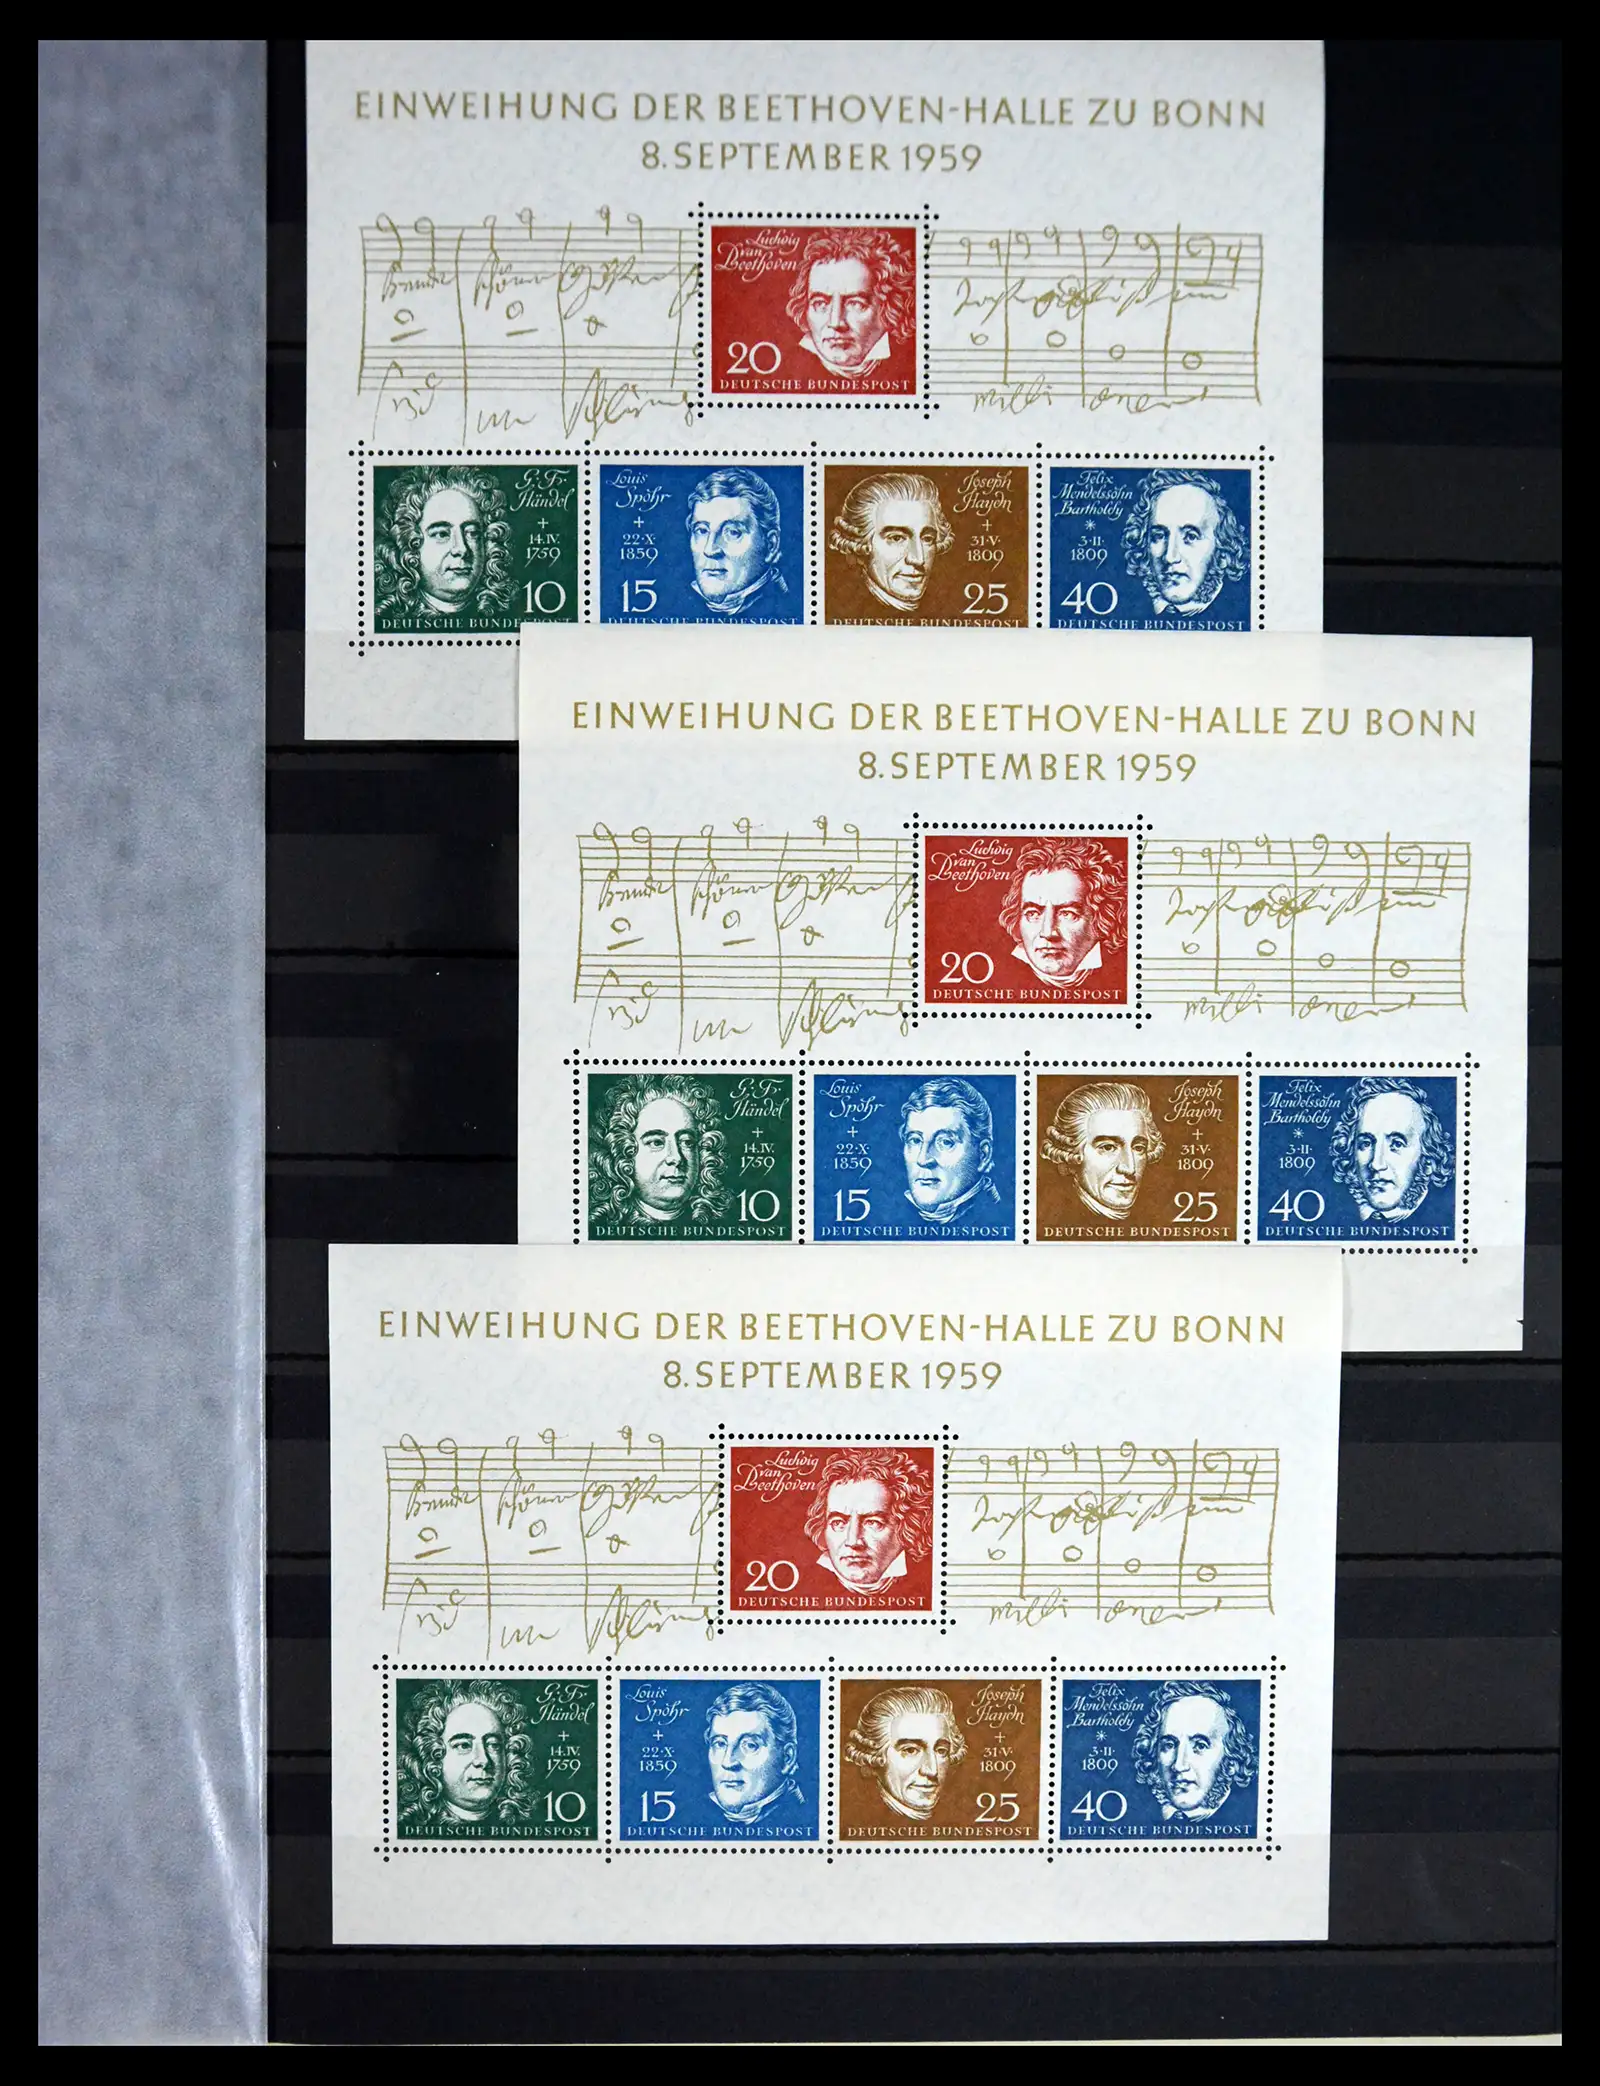 EINWEIHUNG DER BEETHOVEN-HALLE ZU BONN
8. SEPTEMBER 1959
Ludwig
van
Beethoven
20
DEUTSCHE BUNDESPOST
G. Fr.
Händel
+
14.IV.
1759
10
DEUTSCHE BUNDESPOST
Louis
Spohr
+
22·X·
1859
15
DEUTSCHE BUNDESPOST
Joseph
Haydn
+
31·V·
1809
25
DEUTSCHE BUNDESPOST
Felix
Mendelssohn
Bartholdy
*
3·II·
1809
40
DEUTSCHE BUNDESPOST
EINWEIHUNG DER BEETHOVEN-HALLE ZU BONN
8. SEPTEMBER 1959
Ludwig
van
Beethoven
20
DEUTSCHE BUNDESPOST
G. Fr.
Händel
+
14.IV.
1759
10
DEUTSCHE BUNDESPOST
Louis
Spohr
+
22·X·
1859
15
DEUTSCHE BUNDESPOST
Joseph
Haydn
+
31·V·
1809
25
DEUTSCHE BUNDESPOST
Felix
Mendelssohn
Bartholdy
*
3·II·
1809
40
DEUTSCHE BUNDESPOST
EINWEIHUNG DER BEETHOVEN-HALLE ZU BONN
8. SEPTEMBER 1959
Ludwig
van
Beethoven
20
DEUTSCHE BUNDESPOST
G. Fr.
Händel
+
14.IV.
1759
10
DEUTSCHE BUNDESPOST
Louis
Spohr
+
22·X·
1859
15
DEUTSCHE BUNDESPOST
Joseph
Haydn
+
31·V·
1809
25
DEUTSCHE BUNDESPOST
Felix
Mendelssohn
Bartholdy
*
3·II·
1809
40
DEUTSCHE BUNDESPOST